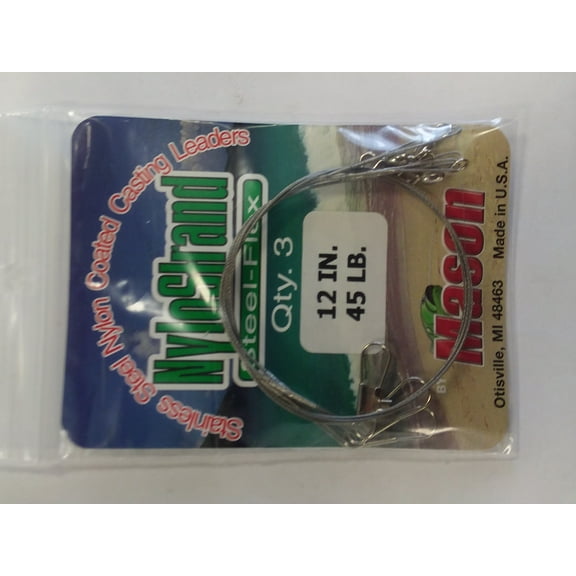 Stainless Steel Nylon Coated Casting Leaders
NyloStrand
Steel-Flex
Qty. 3
12 IN.
45 LB.
BY
Mason
Otisville, MI 48463 Made in U.S.A.